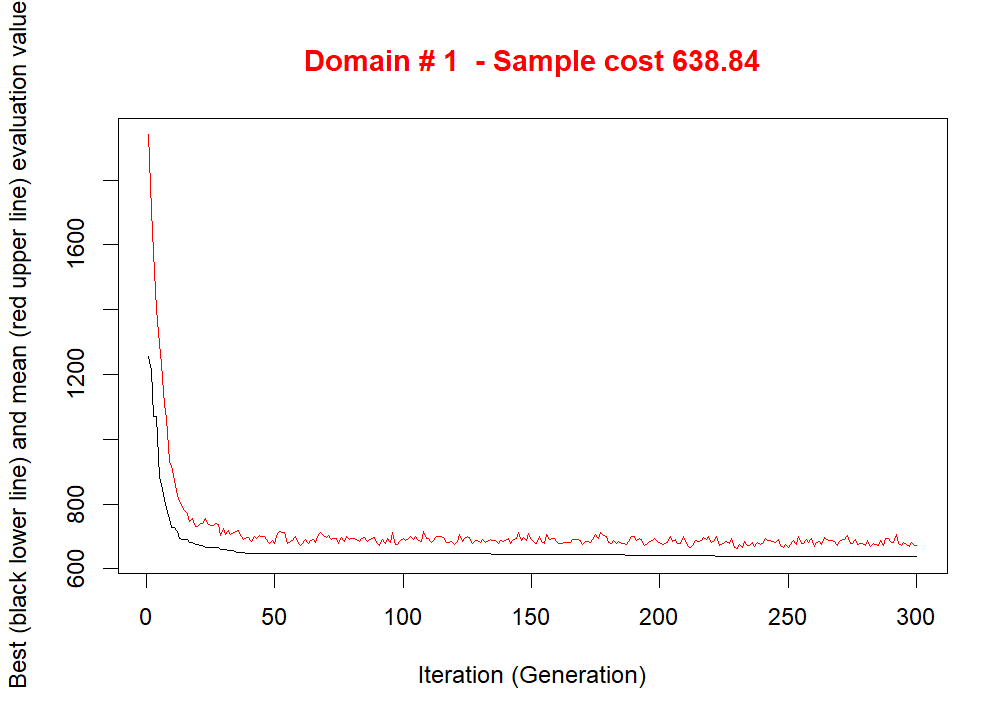 Domain # 1 - Sample cost 638.84
Best (black lower line) and mean (red upper line) evaluation value
1600
1200
800
600
0 50 100 150 200 250 300
Iteration (Generation)